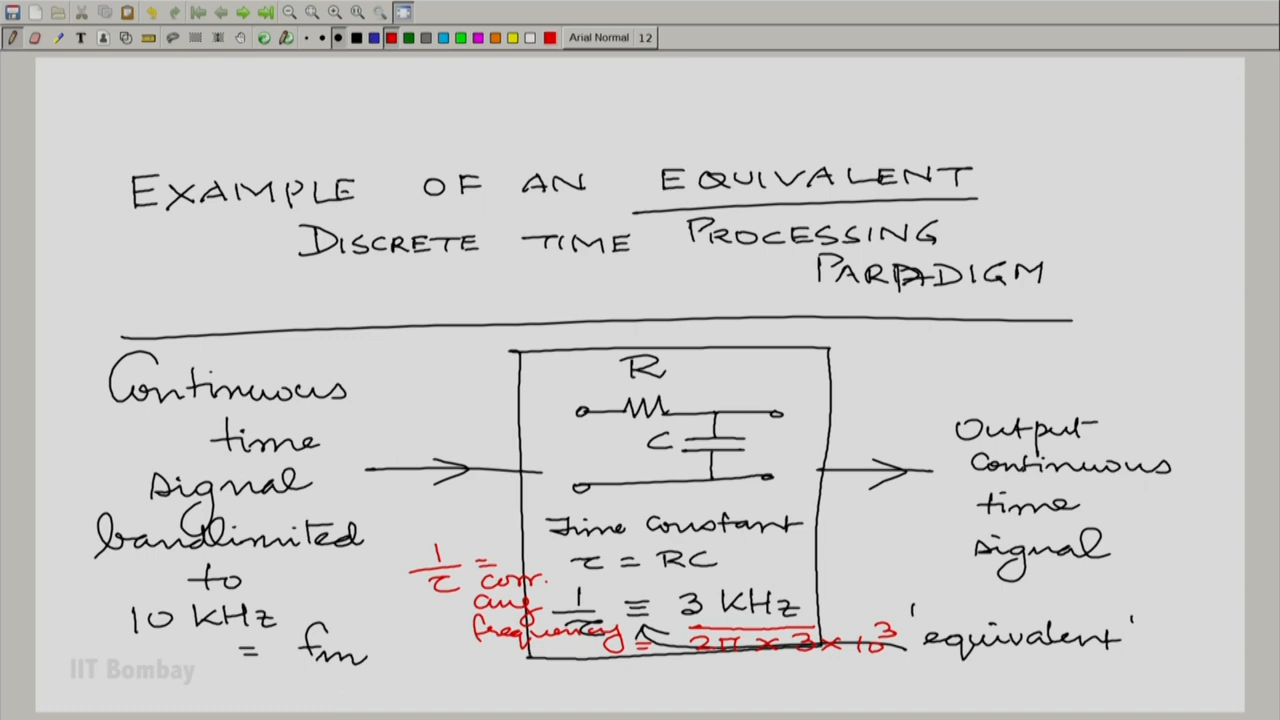 Arial Normal 12
EXAMPLE OF AN EQUIVALENT
DISCRETE TIME PROCESSING
PARADIGM
Continuous
time
signal
bandlimited
to
10 KHz
= fm
R
C
Time constant
τ = RC
1/τ ≡ 3 KHz
1/τ = corr.
ang
frequency = 2π × 3 × 10³
'equivalent'
Output
continuous
time
signal
IIT Bombay